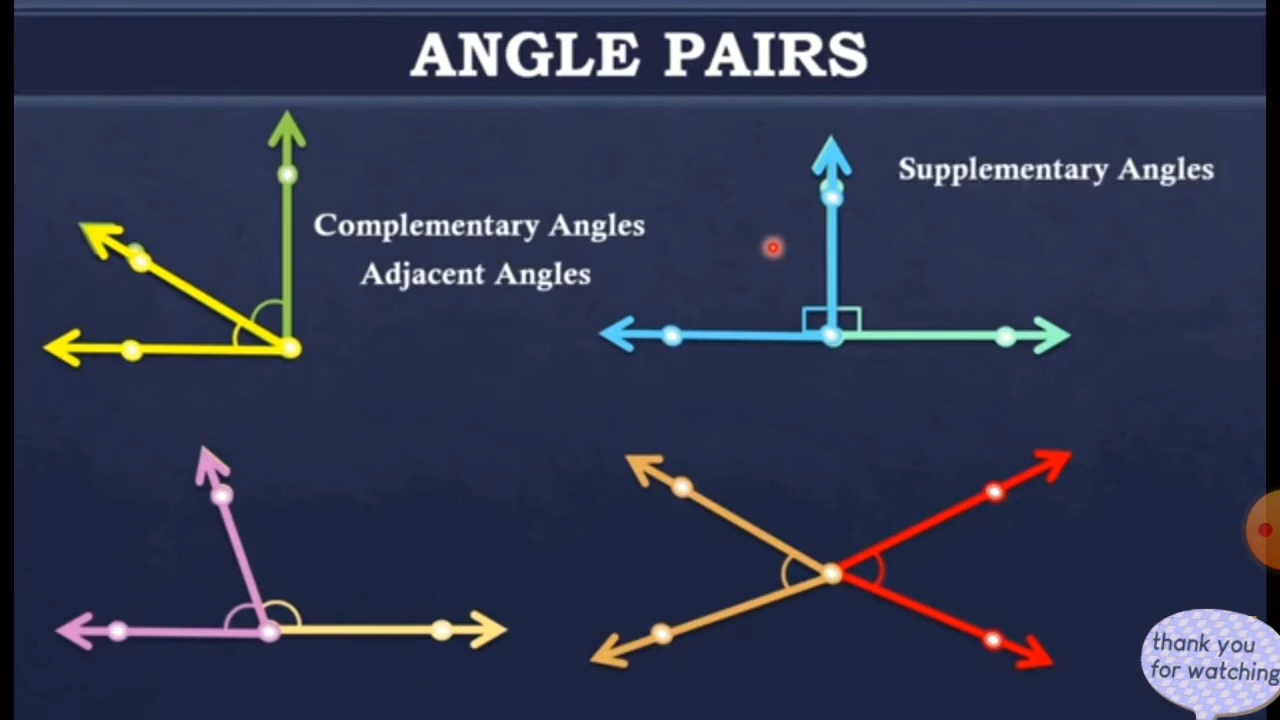 ANGLE PAIRS
Complementary Angles
Adjacent Angles
Supplementary Angles
thank you
for watching